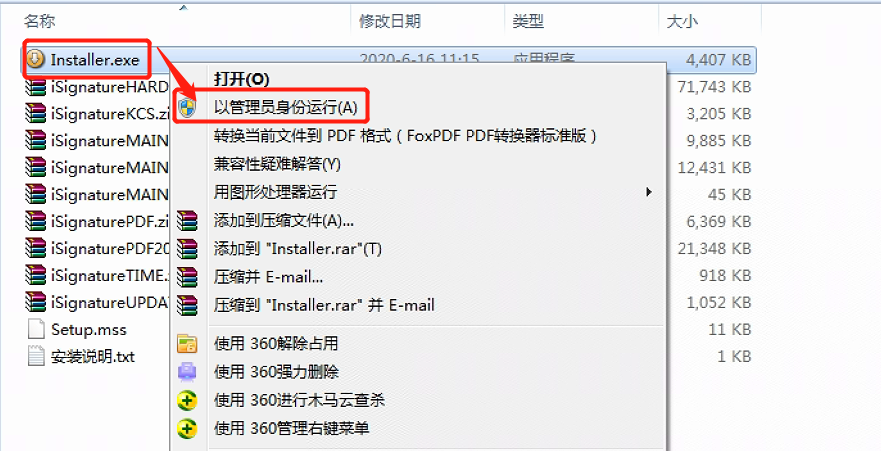 名称 修改日期 类型 大小
Installer.exe 2020-6-16 11:15 应用程序 4,407 KB
iSignatureHARD 71,743 KB
iSignatureKCS.zi 3,205 KB
iSignatureMAIN 9,885 KB
iSignatureMAIN 12,431 KB
iSignatureMAIN 45 KB
iSignaturePDF.zi 6,369 KB
iSignaturePDF20 21,348 KB
iSignatureTIME. 918 KB
iSignatureUPDA 1,052 KB
Setup.mss 11 KB
安装说明.txt 1 KB
打开(O)
以管理员身份运行(A)
转换当前文件到 PDF 格式 ( FoxPDF PDF转换器标准版 )
兼容性疑难解答(Y)
用图形处理器运行
添加到压缩文件(A)...
添加到 "Installer.rar"(T)
压缩并 E-mail...
压缩到 "Installer.rar" 并 E-mail
使用 360解除占用
使用 360强力删除
使用 360进行木马云查杀
使用 360管理右键菜单